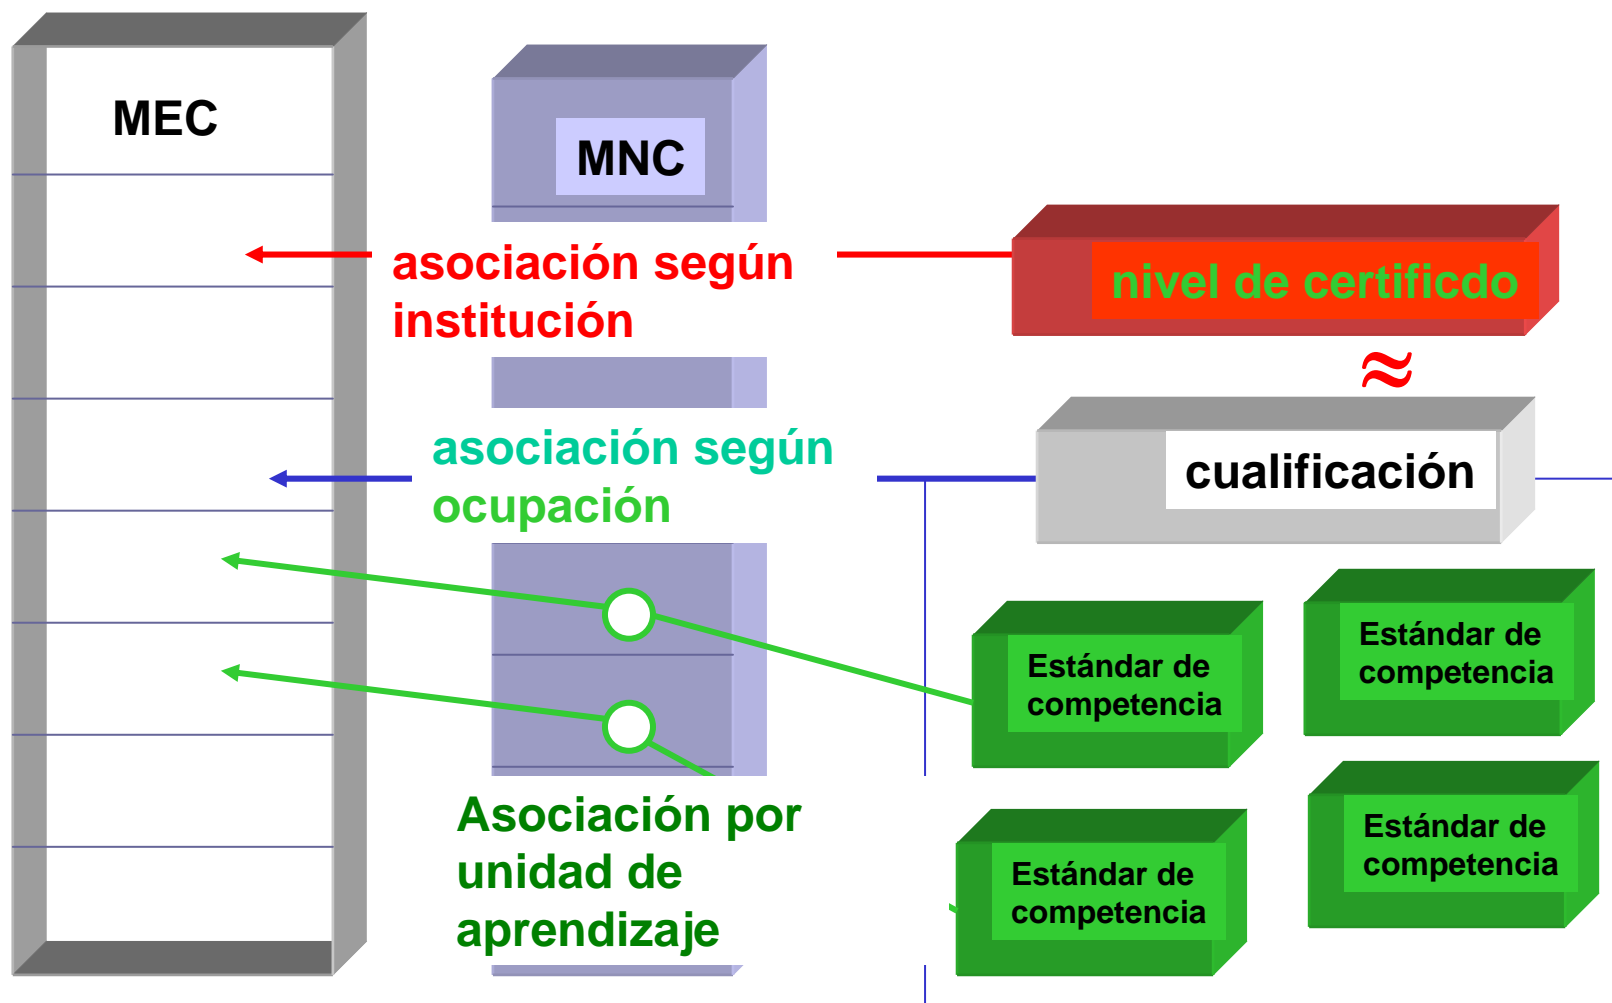 MEC
MNC
asociación según
institución
nivel de certificdo
≈
asociación según
ocupación
cualificación
Estándar de
competencia
Estándar de
competencia
Asociación por
unidad de
aprendizaje
Estándar de
competencia
Estándar de
competencia